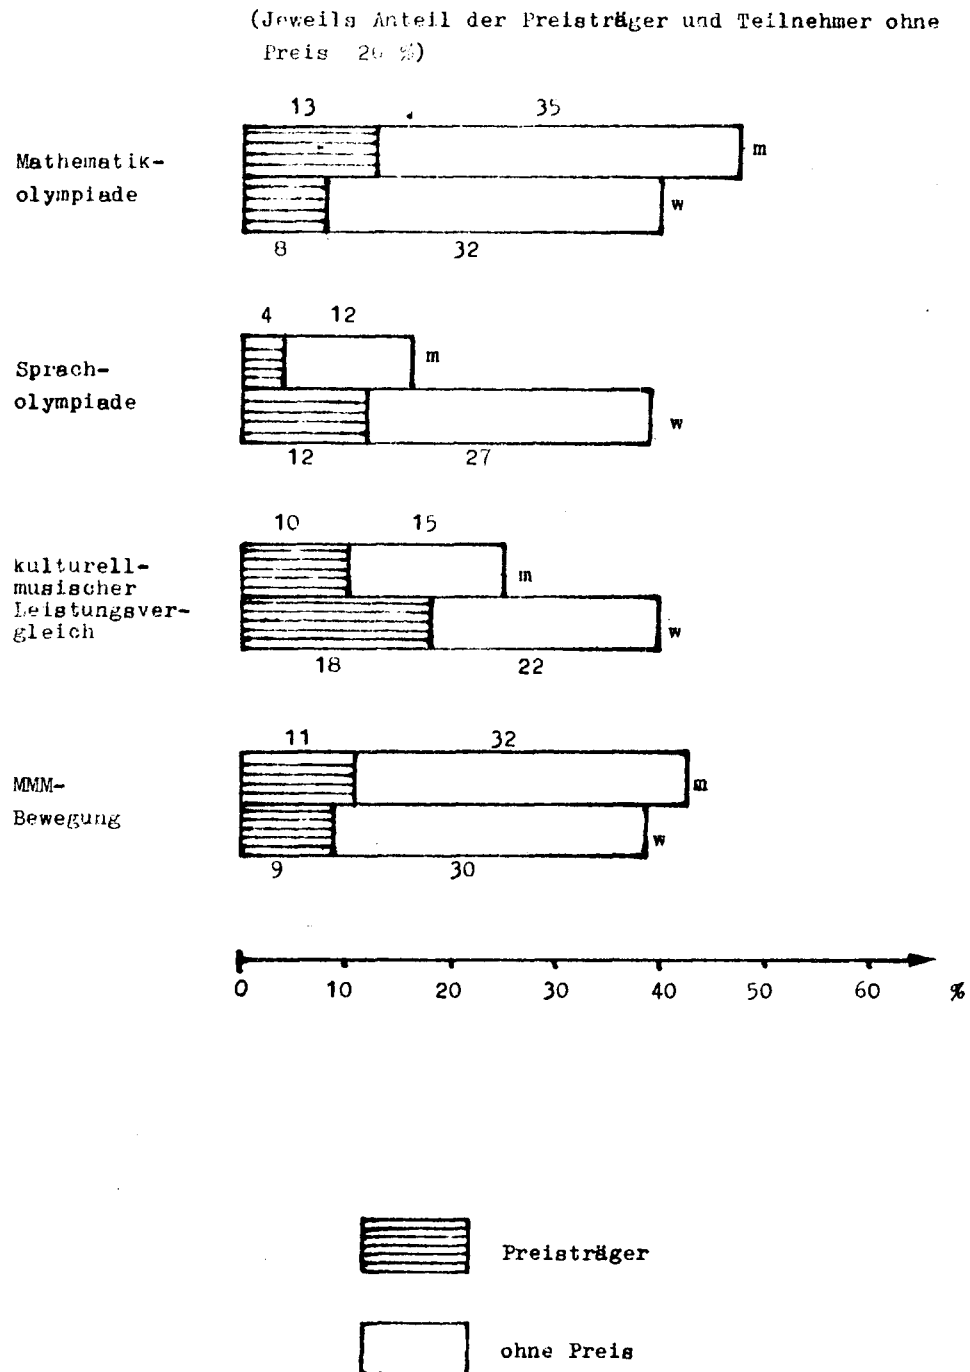 (Jeweils Anteil der Preisträger und Teilnehmer ohne
Preis %)
13 35
m
Mathematik-
olympiade
w
8 32
4 12
m
Sprach-
olympiade
w
12 27
10 15
kulturell-
musischer
Leistungsver-
gleich
m
w
18 22
11 32
m
MMM-
Bewegung
w
9 30
0 10 20 30 40 50 60 %
Preisträger
ohne Preis